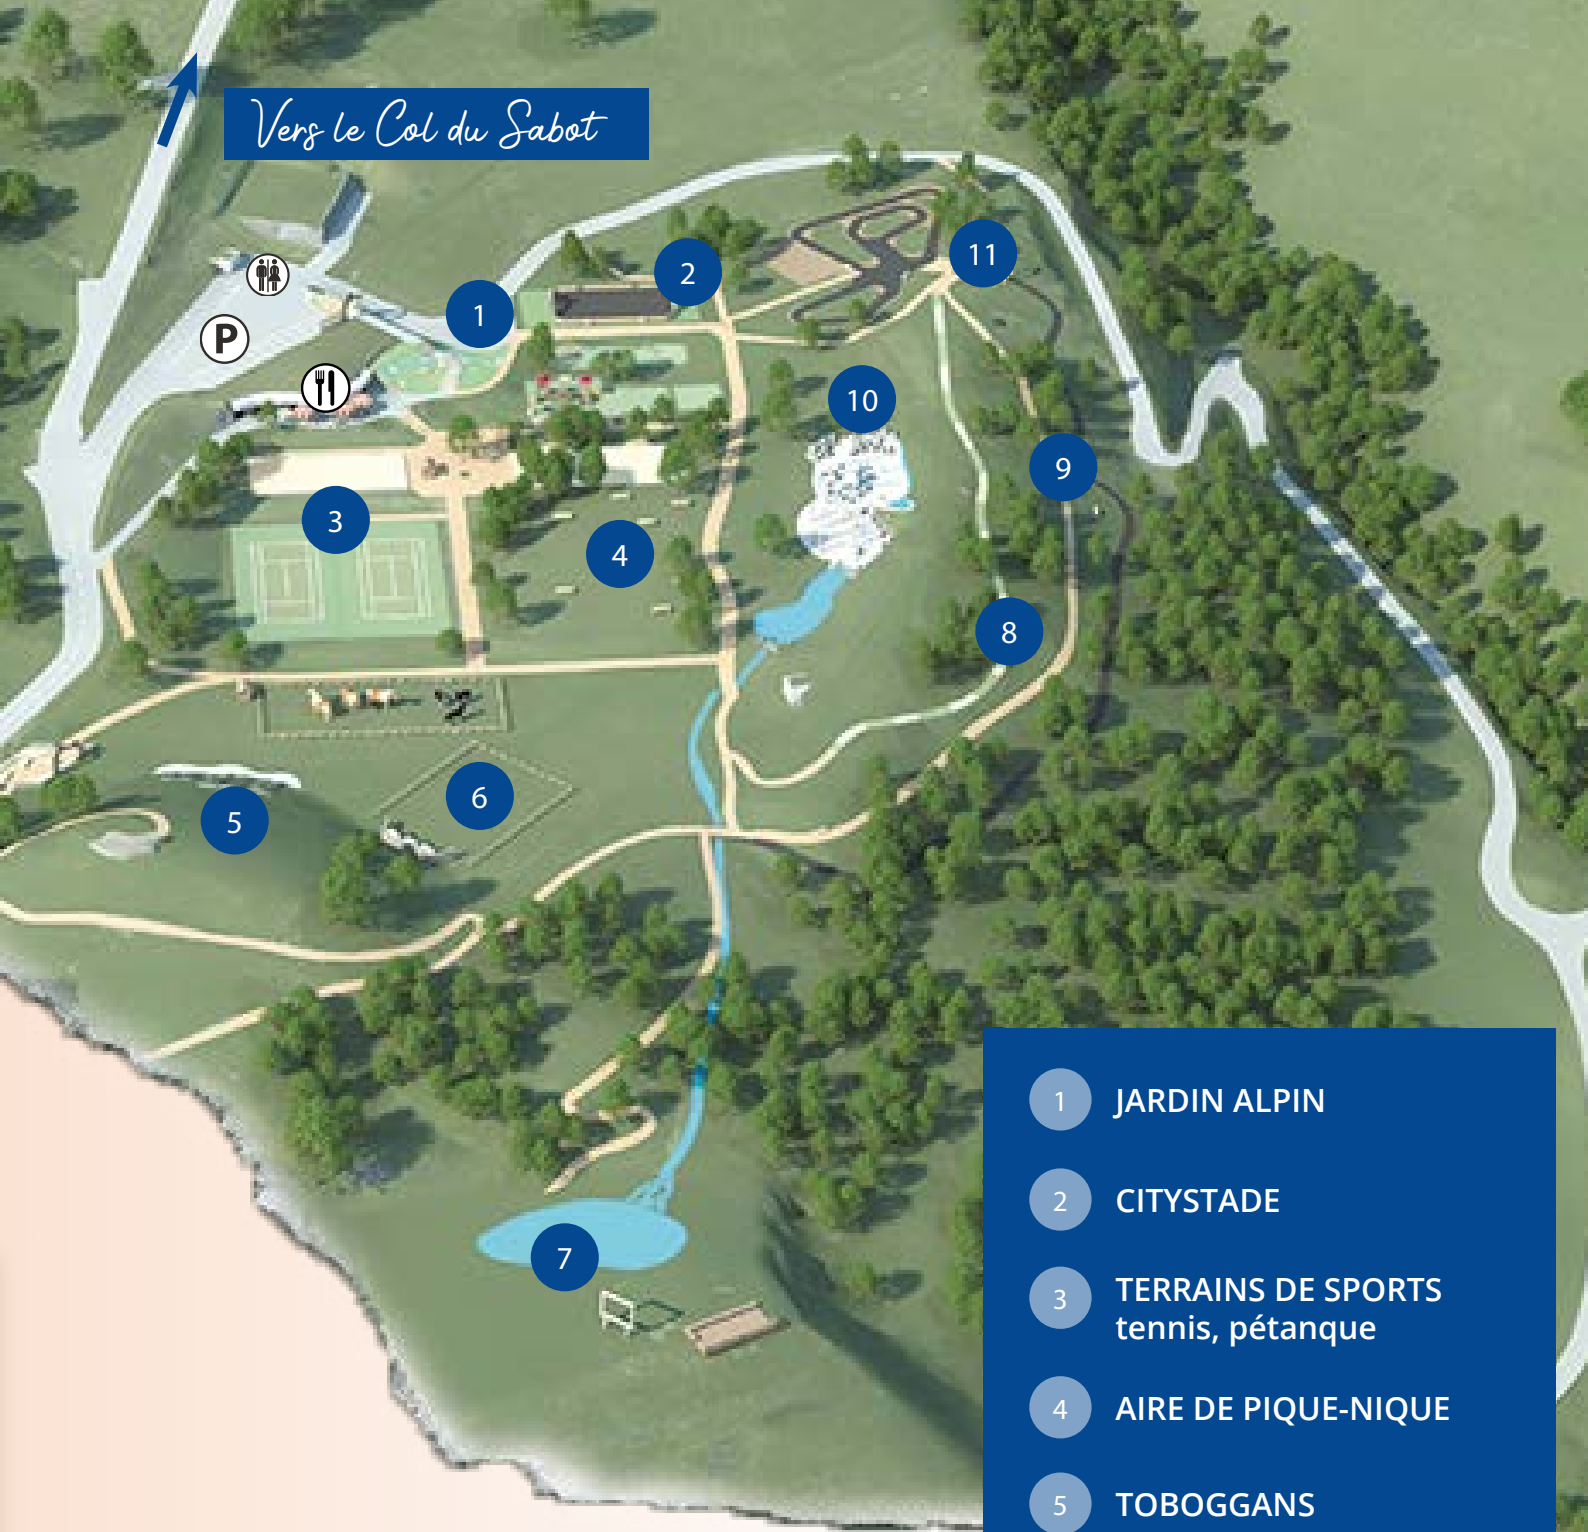 Vers le Col du Sabot
11
2
1
P
10
9
3
4
8
6
5
7
1 JARDIN ALPIN
2 CITYSTADE
3 TERRAINS DE SPORTS
tennis, pétanque
4 AIRE DE PIQUE-NIQUE
5 TOBOGGANS